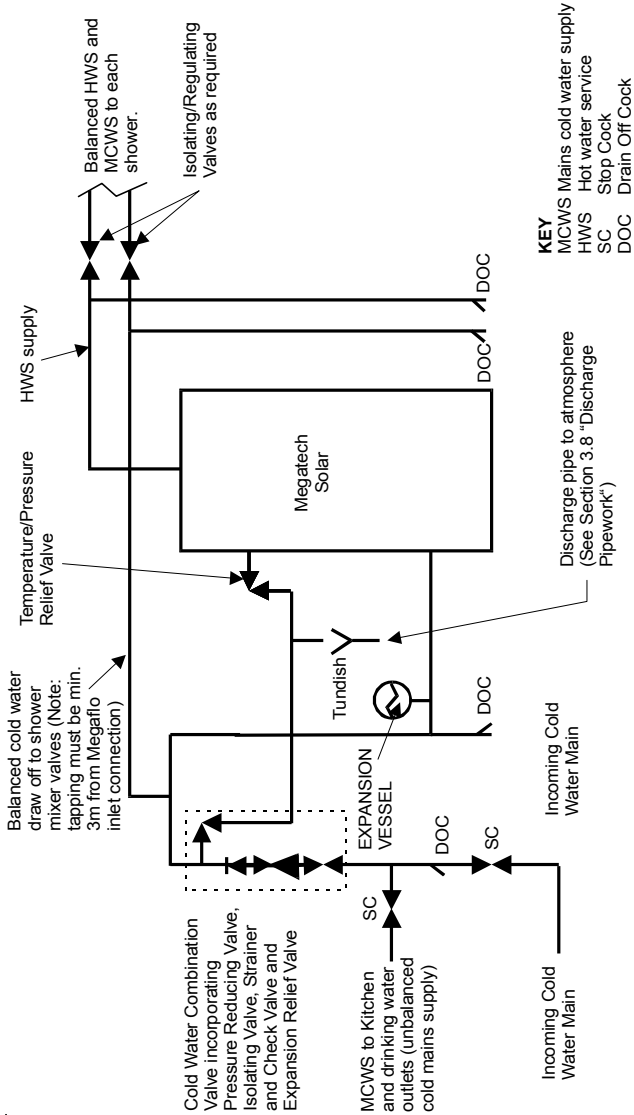 Balanced HWS and
MCWS to each
shower.
Isolating/Regulating
Valves as required
HWS supply
Temperature/Pressure
Relief Valve
Balanced cold water
draw off to shower
mixer valves (Note:
tapping must be min.
3m from Megaflo
inlet connection)
Megatech
Solar
DOC
DOC
Tundish
EXPANSION
VESSEL
DOC
Discharge pipe to atmosphere
(See Section 3.8 “Discharge
Pipework“)
Cold Water Combination
Valve incorporating
Pressure Reducing Valve,
Isolating Valve, Strainer
and Check Valve and
Expansion Relief Valve
SC
DOC
SC
MCWS to Kitchen
and drinking water
outlets (unbalanced
cold mains supply)
Incoming Cold
Water Main
Incoming Cold
Water Main
KEY
MCWS Mains cold water supply
HWS Hot water service
SC Stop Cock
DOC Drain Off Cock